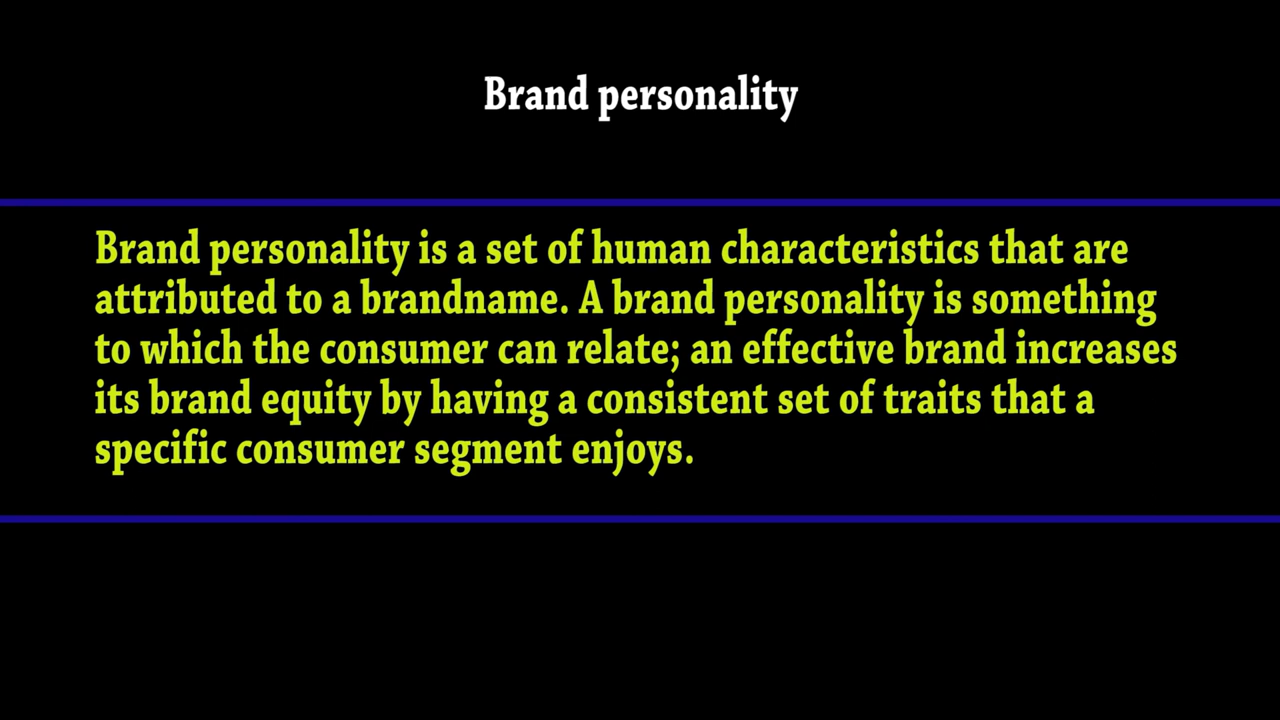 Brand personality
Brand personality is a set of human characteristics that are
attributed to a brandname. A brand personality is something
to which the consumer can relate; an effective brand increases
its brand equity by having a consistent set of traits that a
specific consumer segment enjoys.